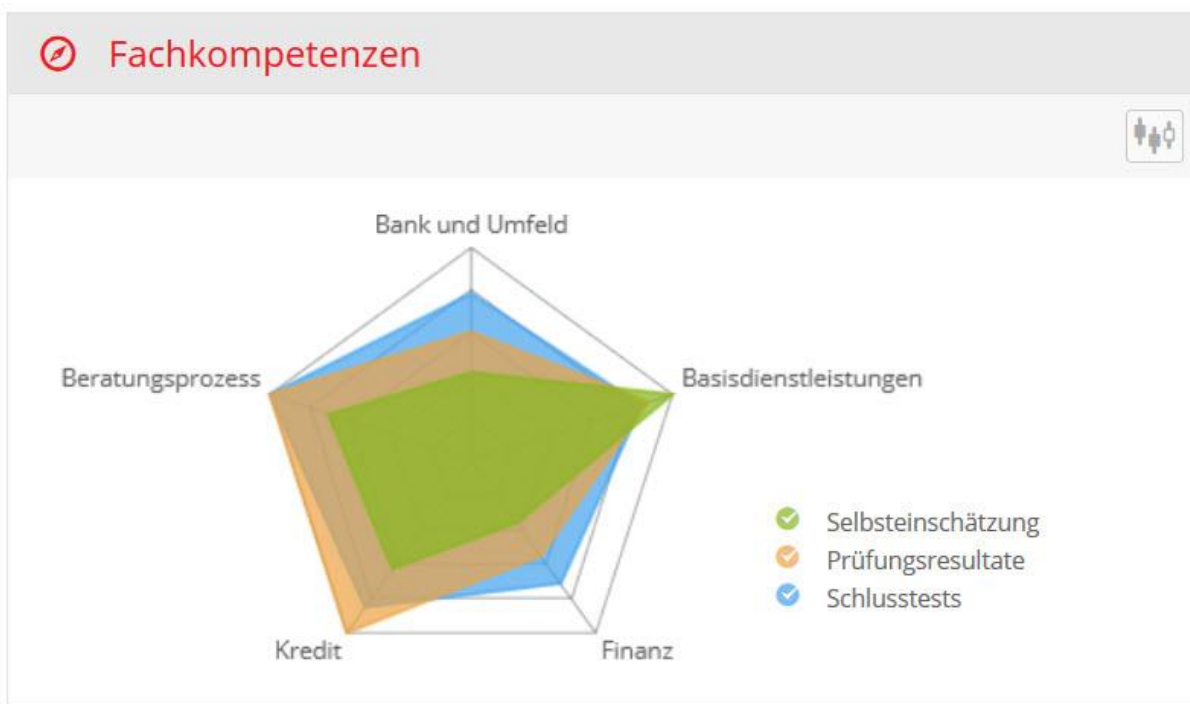 Fachkompetenzen
Bank und Umfeld
Beratungsprozess
Basisdienstleistungen
Selbsteinschätzung
Prüfungsresultate
Schlusstests
Kredit
Finanz